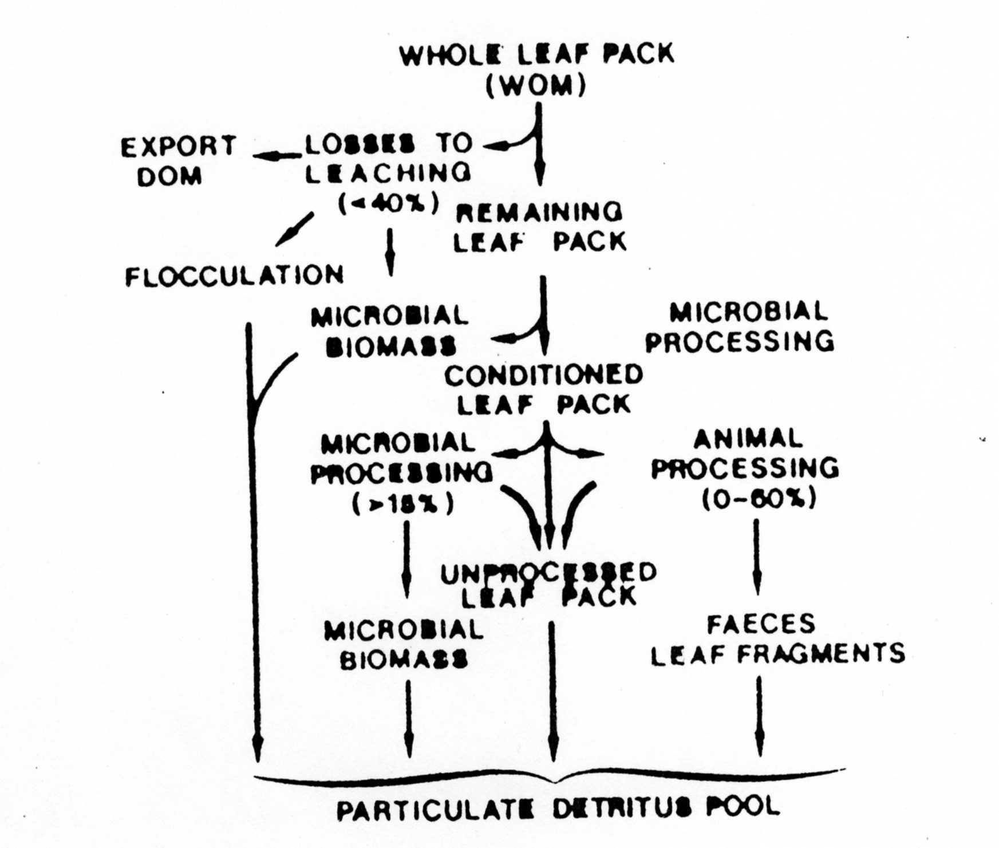 WHOLE LEAF PACK
(WOM)
EXPORT
DOM
LOSSES TO
LEACHING
(<40%)
REMAINING
LEAF PACK
FLOCCULATION
MICROBIAL
BIOMASS
MICROBIAL
PROCESSING
CONDITIONED
LEAF PACK
MICROBIAL
PROCESSING
ANIMAL
PROCESSING
(0-60%)
UNPROCESSED
LEAF PACK
MICROBIAL
BIOMASS
FAECES
LEAF FRAGMENTS
PARTICULATE DETRITUS POOL